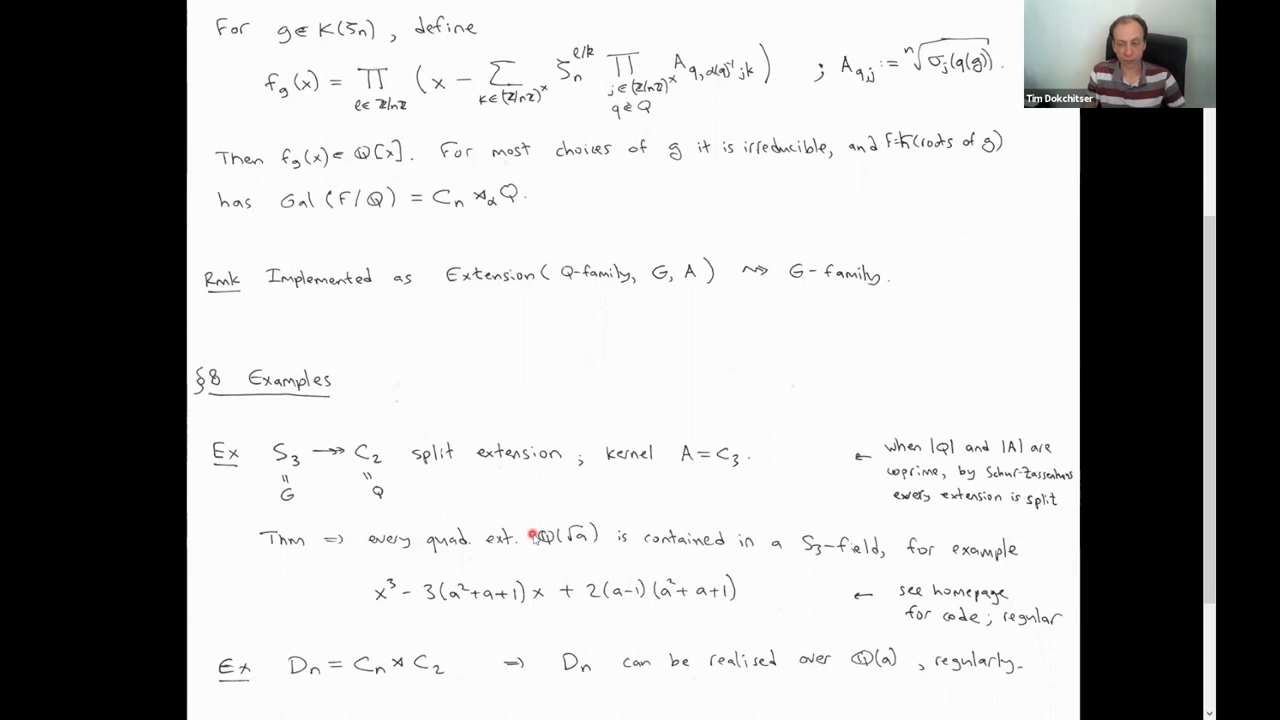 For g∈K(ζn), define
f_g(x) = ∏_{ℓ∈ℤ/nℤ} (x − ∑_{k∈(ℤ/nℤ)^×} ζ_n^{ℓ/k} ∏_{j∈(ℤ/nℤ)^×, q∈Q} A_{q,α(q)^{-1}jk}) ; A_{q,j} := ⁿ√σ_j(q(g)).
Tim Dokchitser
Then f_g(x)∈ℚ[x]. For most choices of g it is irreducible, and F=K(roots of g)
has Gal(F/ℚ) = C_n ⋊_α Q.
Rmk Implemented as Extension( Q-family, G, A ) ⇝ G-family.
§8 Examples
Ex S_3 ↠ C_2 split extension ; kernel A=C_3. ← when |Q| and |A| are
= = coprime, by Schur-Zassenhaus
G Q every extension is split
Thm ⇒ every quad. ext. ℚ(√a) is contained in a S_3-field, for example
x³ − 3(a²+a+1)x + 2(a−1)(a²+a+1) ← see homepage
for code; regular
Ex D_n = C_n ⋊ C_2 ⇒ D_n can be realised over ℚ(a), regularly.